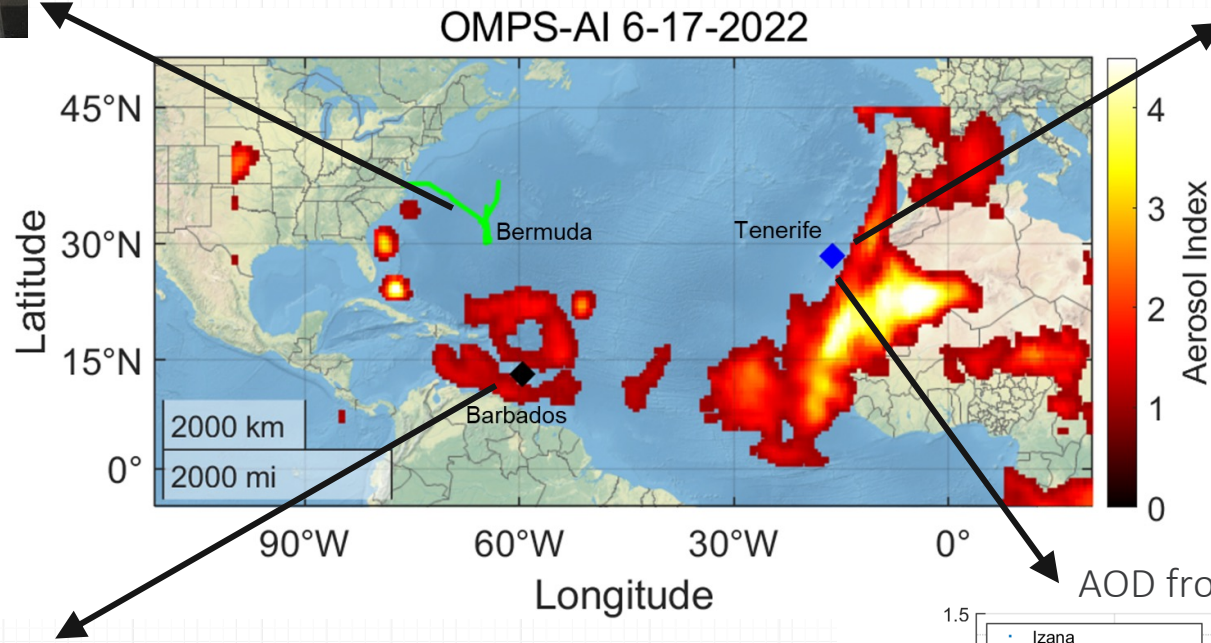 OMPS-AI 6-17-2022
45°N
30°N
15°N
0°
Latitude
Bermuda
Tenerife
Barbados
2000 km
2000 mi
90°W
60°W
30°W
0°
Longitude
4
3
2
1
0
Aerosol Index
AOD fro
1.5
Izana